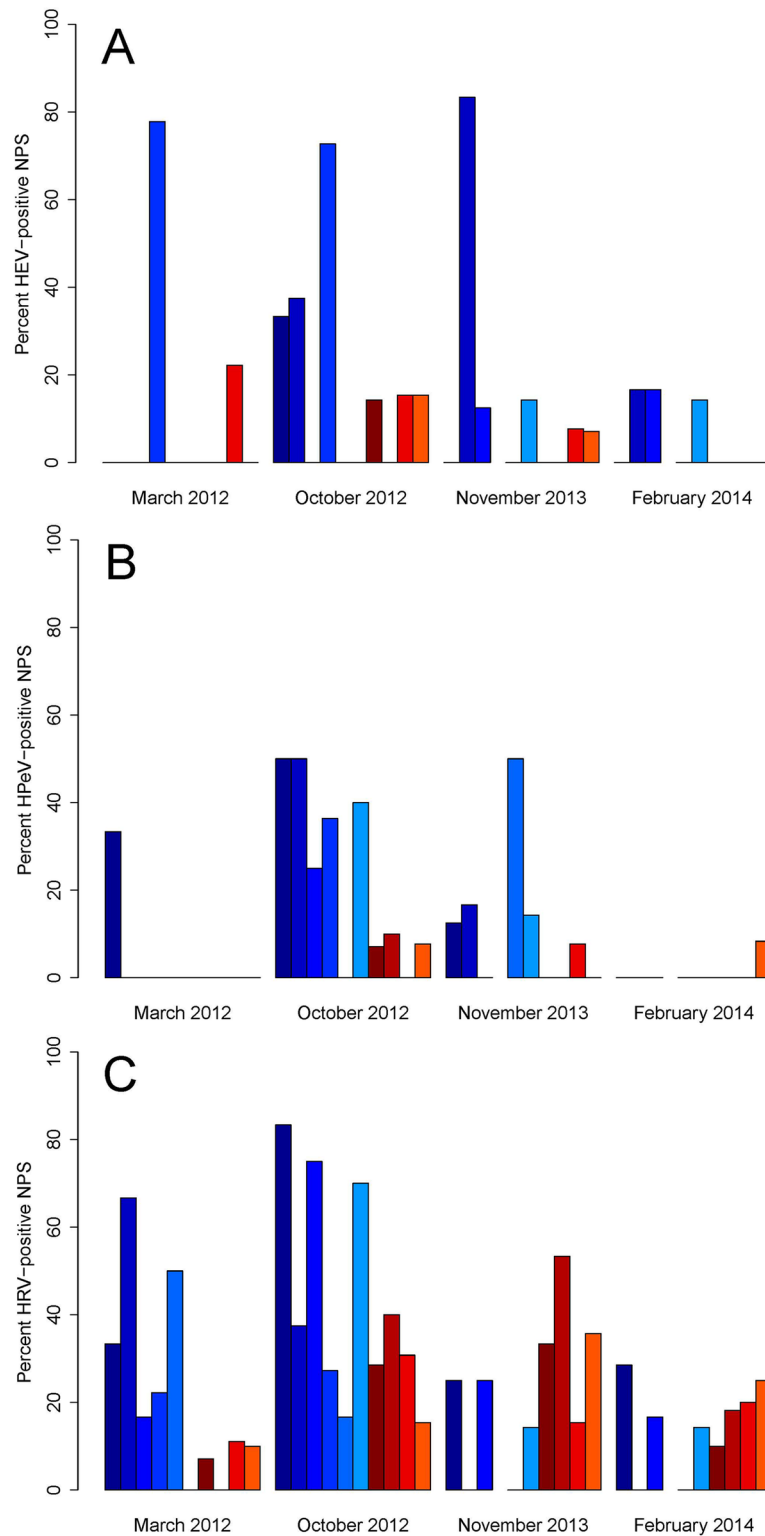 A
Percent HEV−positive NPS
100
80
60
40
20
0
March 2012
October 2012
November 2013
February 2014
B
Percent HPeV−positive NPS
100
80
60
40
20
0
March 2012
October 2012
November 2013
February 2014
C
Percent HRV−positive NPS
100
80
60
40
20
0
March 2012
October 2012
November 2013
February 2014